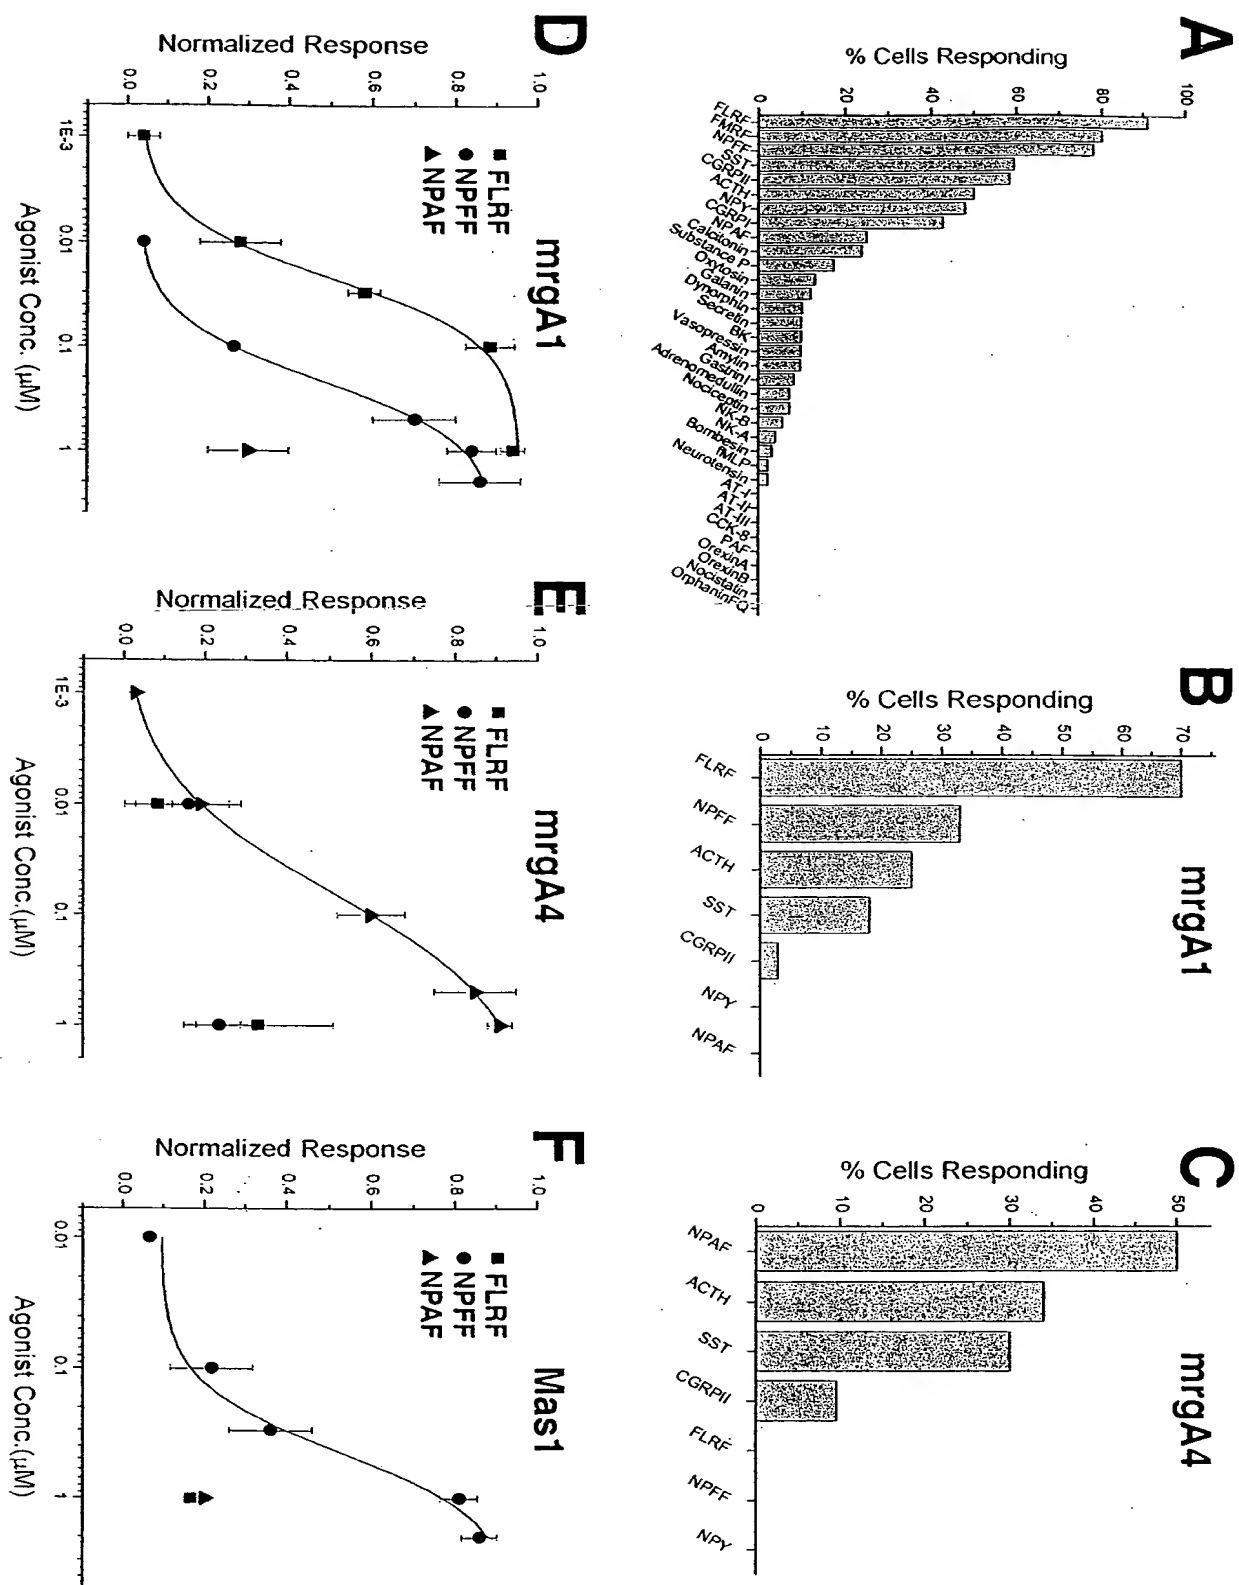 A
% Cells Responding
100
80
60
40
20
0
FLRF
FMRF
NPFF
SST
CGRPII
ACTH
NPY
CGRPI
NPAF
Calcitonin
Substance P
Oxytosin
Galanin
Dynorphin
Secretin
BK
Vasopressin
Amylin
GastrinI
Adrenomedullin
Nociceptin
NK-B
NK-A
Bombesin
fMLP
Neurotensin
AT-I
AT-II
AT-III
CCK-8
PAF
OrexinA
OrexinB
Nocistatin
OrphaninFQ
B
mrgA1
% Cells Responding
70
60
50
40
30
20
10
0
FLRF
NPFF
ACTH
SST
CGRPII
NPY
NPAF
C
mrgA4
% Cells Responding
50
40
30
20
10
0
NPAF
ACTH
SST
CGRPII
FLRF
NPFF
NPY
D
mrgA1
Normalized Response
1.0
0.8
0.6
0.4
0.2
0.0
FLRF
NPFF
NPAF
1E-3
0.01
0.1
1
Agonist Conc. (µM)
E
mrgA4
Normalized Response
1.0
0.8
0.6
0.4
0.2
0.0
FLRF
NPFF
NPAF
1E-3
0.01
0.1
1
Agonist Conc.(µM)
F
Mas1
Normalized Response
1.0
0.8
0.6
0.4
0.2
0.0
FLRF
NPFF
NPAF
0.01
0.1
1
Agonist Conc.(µM)